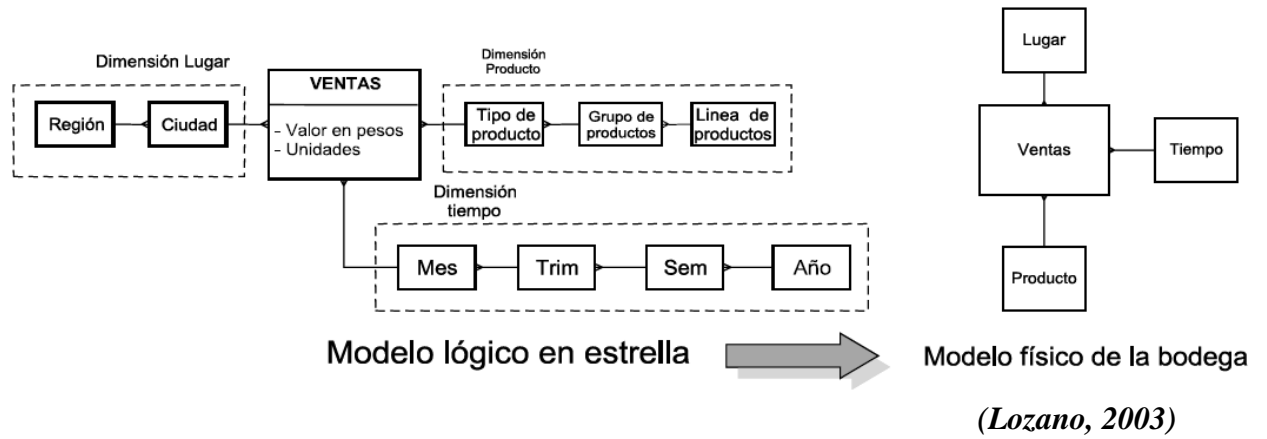 Dimensión Lugar
Región
Ciudad
VENTAS
- Valor en pesos
- Unidades
Dimensión
Producto
Tipo de
producto
Grupo de
productos
Linea de
productos
Dimensión
tiempo
Mes
Trim
Sem
Año
Modelo lógico en estrella
Lugar
Ventas
Tiempo
Producto
Modelo físico de la bodega
(Lozano, 2003)